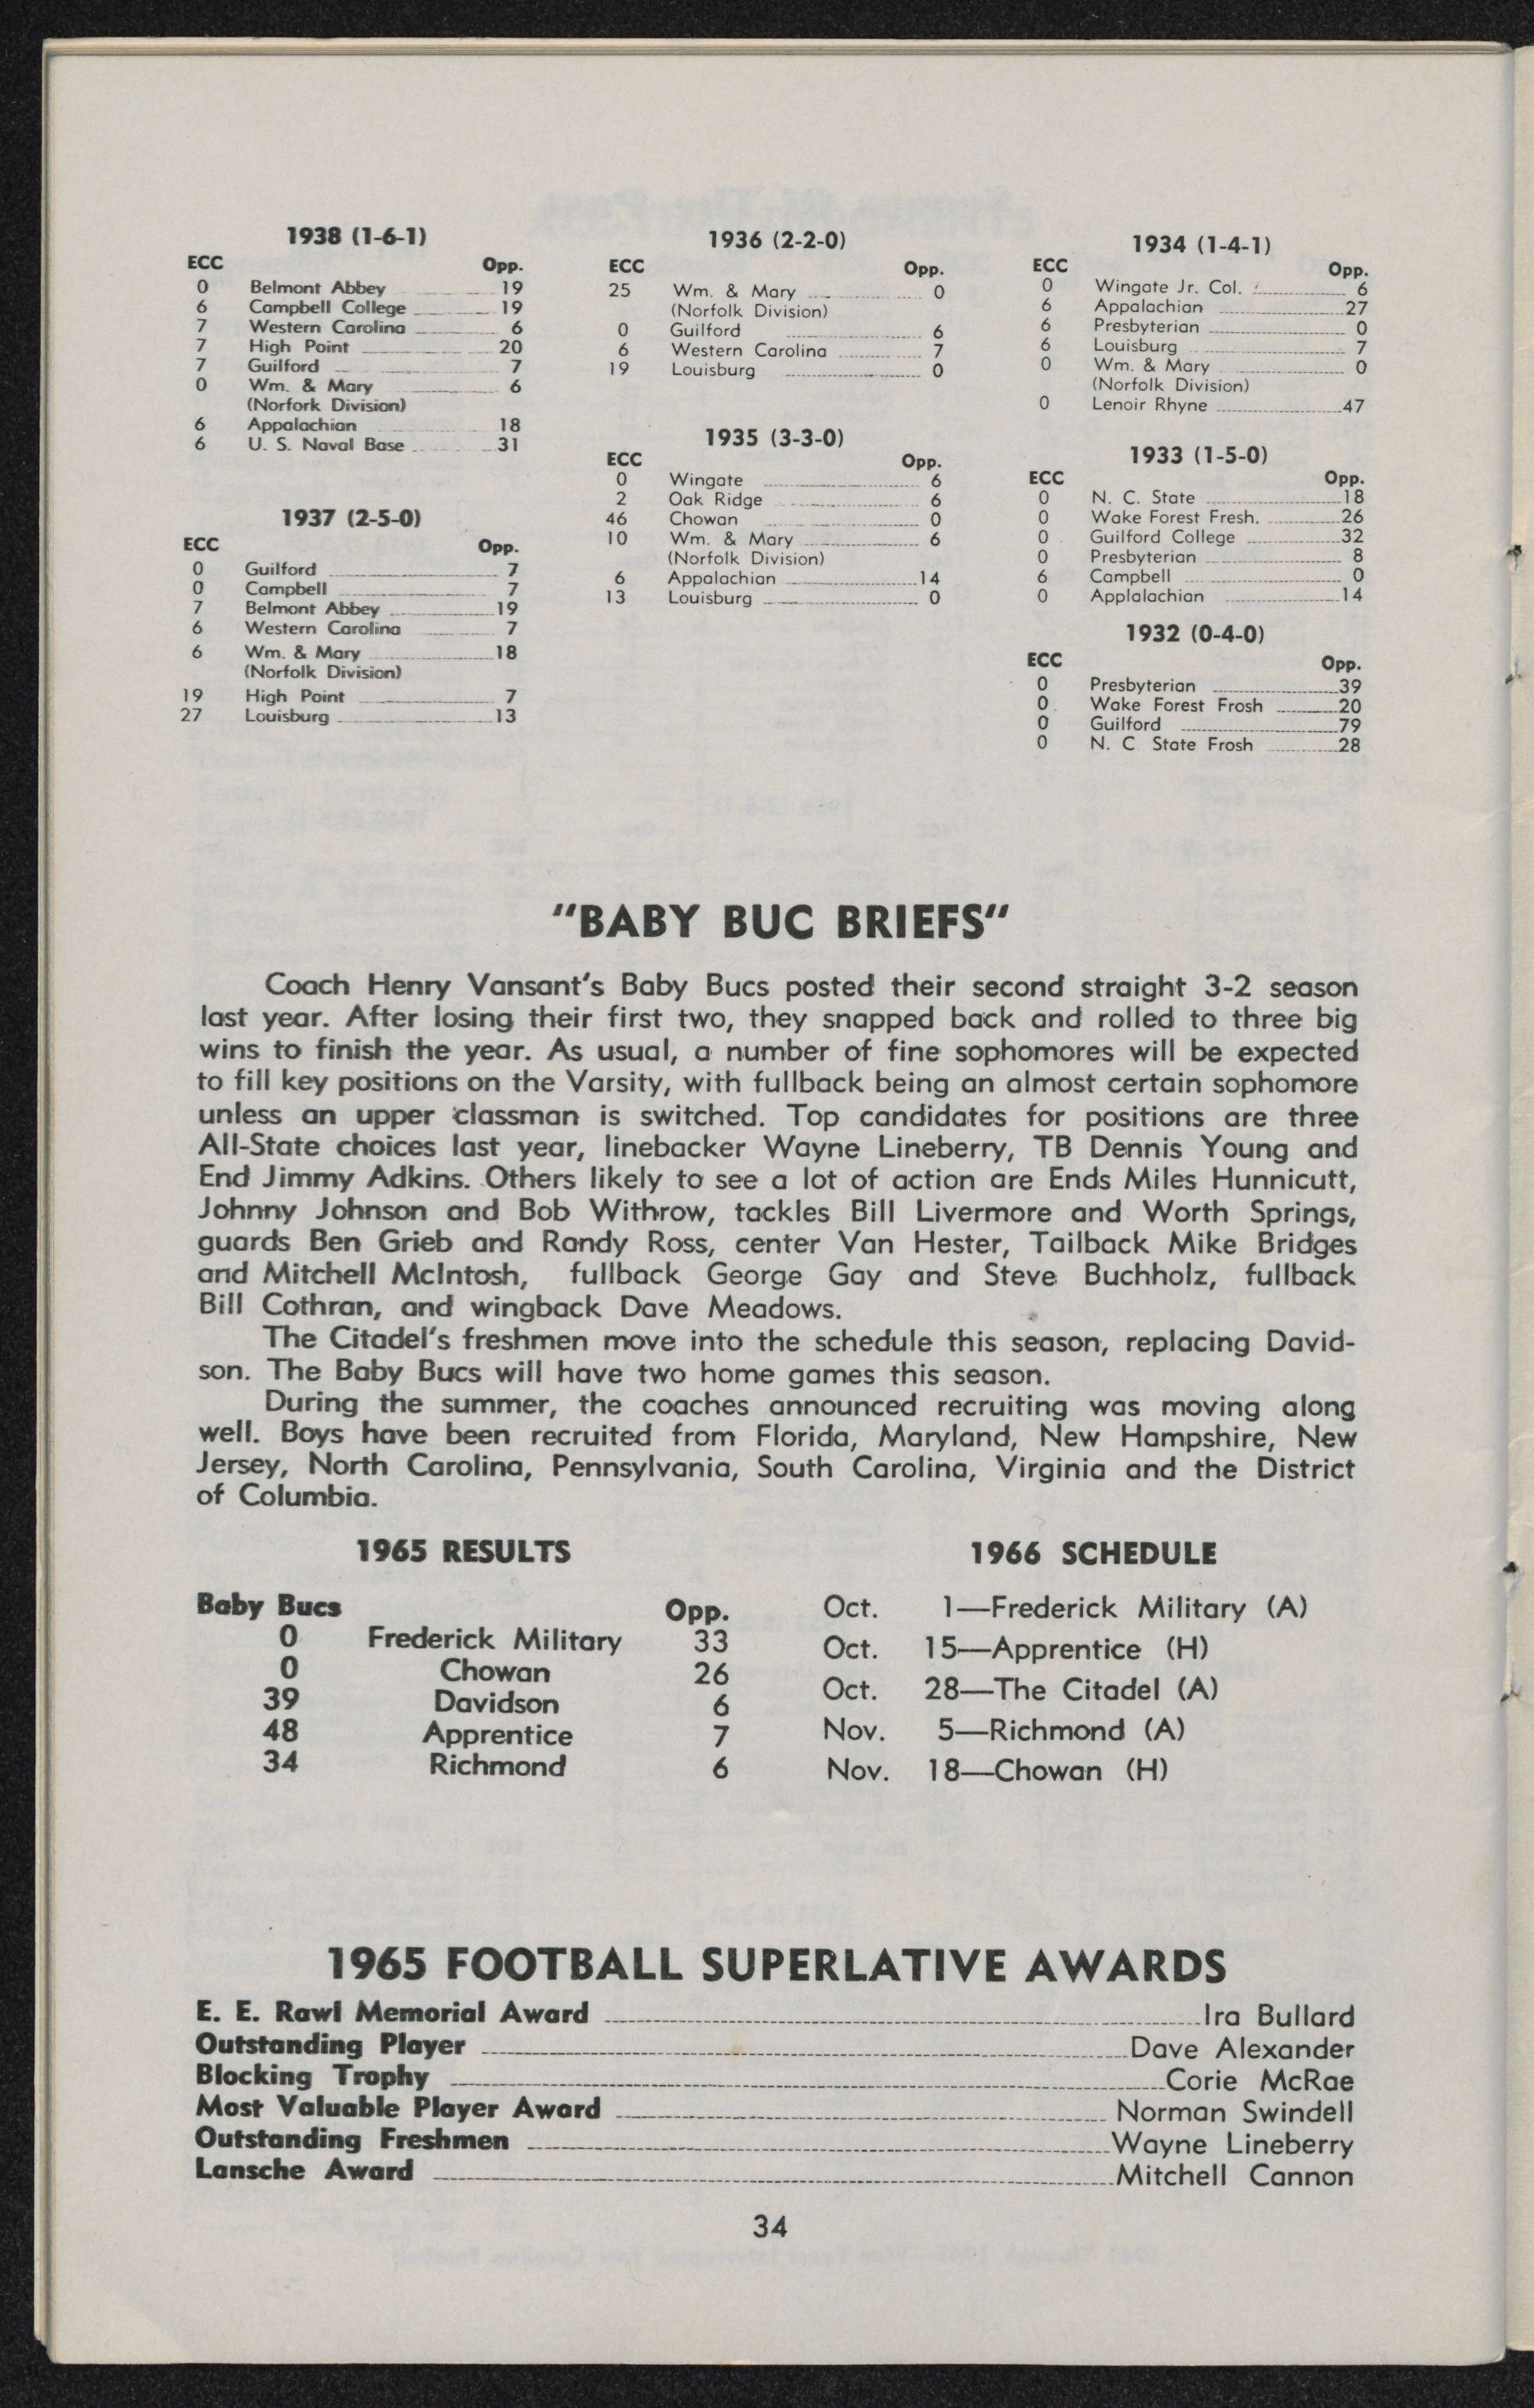 1938 (1-6-1)
ECC Opp.
0 Belmont Abbey 19
6 Campbell College 19
7 Western Carolina 6
7 High Point 20
7 Guilford 7
0 Wm. & Mary 6
(Norfork Division)
6 Appalachian 18
6 U. S. Naval Base 31
1937 (2-5-0)
ECC Opp.
0 Guilford 7
0 Campbell 7
7 Belmont Abbey 19
6 Western Carolina 7
6 Wm. & Mary 18
(Norfolk Division)
19 High Point 7
27 Louisburg 13
1936 (2-2-0)
ECC Opp.
25 Wm. & Mary 0
(Norfolk Division)
0 Guilford 6
6 Western Carolina 7
19 Louisburg 0
1935 (3-3-0)
ECC Opp.
0 Wingate 6
2 Oak Ridge 6
46 Chowan 0
10 Wm. & Mary 6
(Norfolk Division)
6 Appalachian 14
13 Louisburg 0
1934 (1-4-1)
ECC Opp.
0 Wingate Jr. Col. 6
6 Appalachian 27
6 Presbyterian 0
6 Louisburg 7
0 Wm. & Mary 0
(Norfolk Division)
0 Lenoir Rhyne 47
1933 (1-5-0)
ECC Opp.
0 N. C. State 18
0 Wake Forest Fresh. 26
0 Guilford College 32
0 Presbyterian 8
6 Campbell 0
0 Applalachian 14
1932 (0-4-0)
ECC Opp.
0 Presbyterian 39
0 Wake Forest Frosh 20
0 Guilford 79
0 N. C. State Frosh 28
"BABY BUC BRIEFS"
Coach Henry Vansant's Baby Bucs posted their second straight 3-2 season
last year. After losing their first two, they snapped back and rolled to three big
wins to finish the year. As usual, a number of fine sophomores will be expected
to fill key positions on the Varsity, with fullback being an almost certain sophomore
unless an upper classman is switched. Top candidates for positions are three
All-State choices last year, linebacker Wayne Lineberry, TB Dennis Young and
End Jimmy Adkins. Others likely to see a lot of action are Ends Miles Hunnicutt,
Johnny Johnson and Bob Withrow, tackles Bill Livermore and Worth Springs,
guards Ben Grieb and Randy Ross, center Van Hester, Tailback Mike Bridges
and Mitchell McIntosh, fullback George Gay and Steve Buchholz, fullback
Bill Cothran, and wingback Dave Meadows.
The Citadel's freshmen move into the schedule this season, replacing David-
son. The Baby Bucs will have two home games this season.
During the summer, the coaches announced recruiting was moving along
well. Boys have been recruited from Florida, Maryland, New Hampshire, New
Jersey, North Carolina, Pennsylvania, South Carolina, Virginia and the District
of Columbia.
1965 RESULTS
Baby Bucs Opp.
0 Frederick Military 33
0 Chowan 26
39 Davidson 6
48 Apprentice 7
34 Richmond 6
1966 SCHEDULE
Oct. 1—Frederick Military (A)
Oct. 15—Apprentice (H)
Oct. 28—The Citadel (A)
Nov. 5—Richmond (A)
Nov. 18—Chowan (H)
1965 FOOTBALL SUPERLATIVE AWARDS
E. E. Rawl Memorial Award Ira Bullard
Outstanding Player Dave Alexander
Blocking Trophy Corie McRae
Most Valuable Player Award Norman Swindell
Outstanding Freshmen Wayne Lineberry
Lansche Award Mitchell Cannon
34